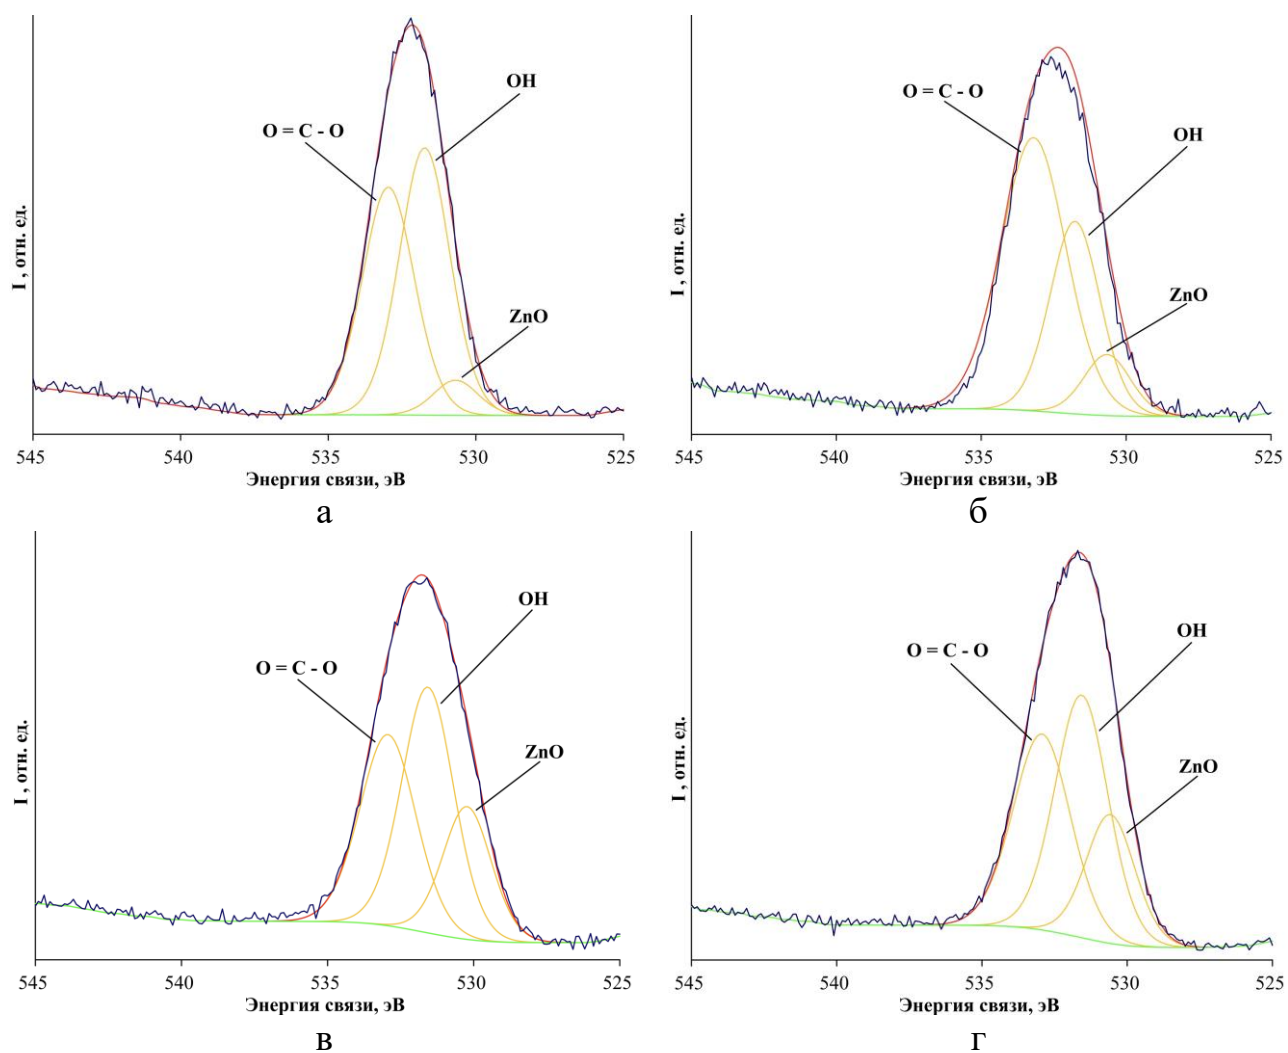 OH
O = C - O
ZnO
I , отн. ед.
545 540 535 530 525
Энергия связи, эВ
а
O = C - O
OH
ZnO
I , отн. ед.
545 540 535 530 525
Энергия связи, эВ
б
OH
O = C - O
ZnO
I , отн. ед.
545 540 535 530 525
Энергия связи, эВ
в
OH
O = C - O
ZnO
I , отн. ед.
545 540 535 530 525
Энергия связи, эВ
г